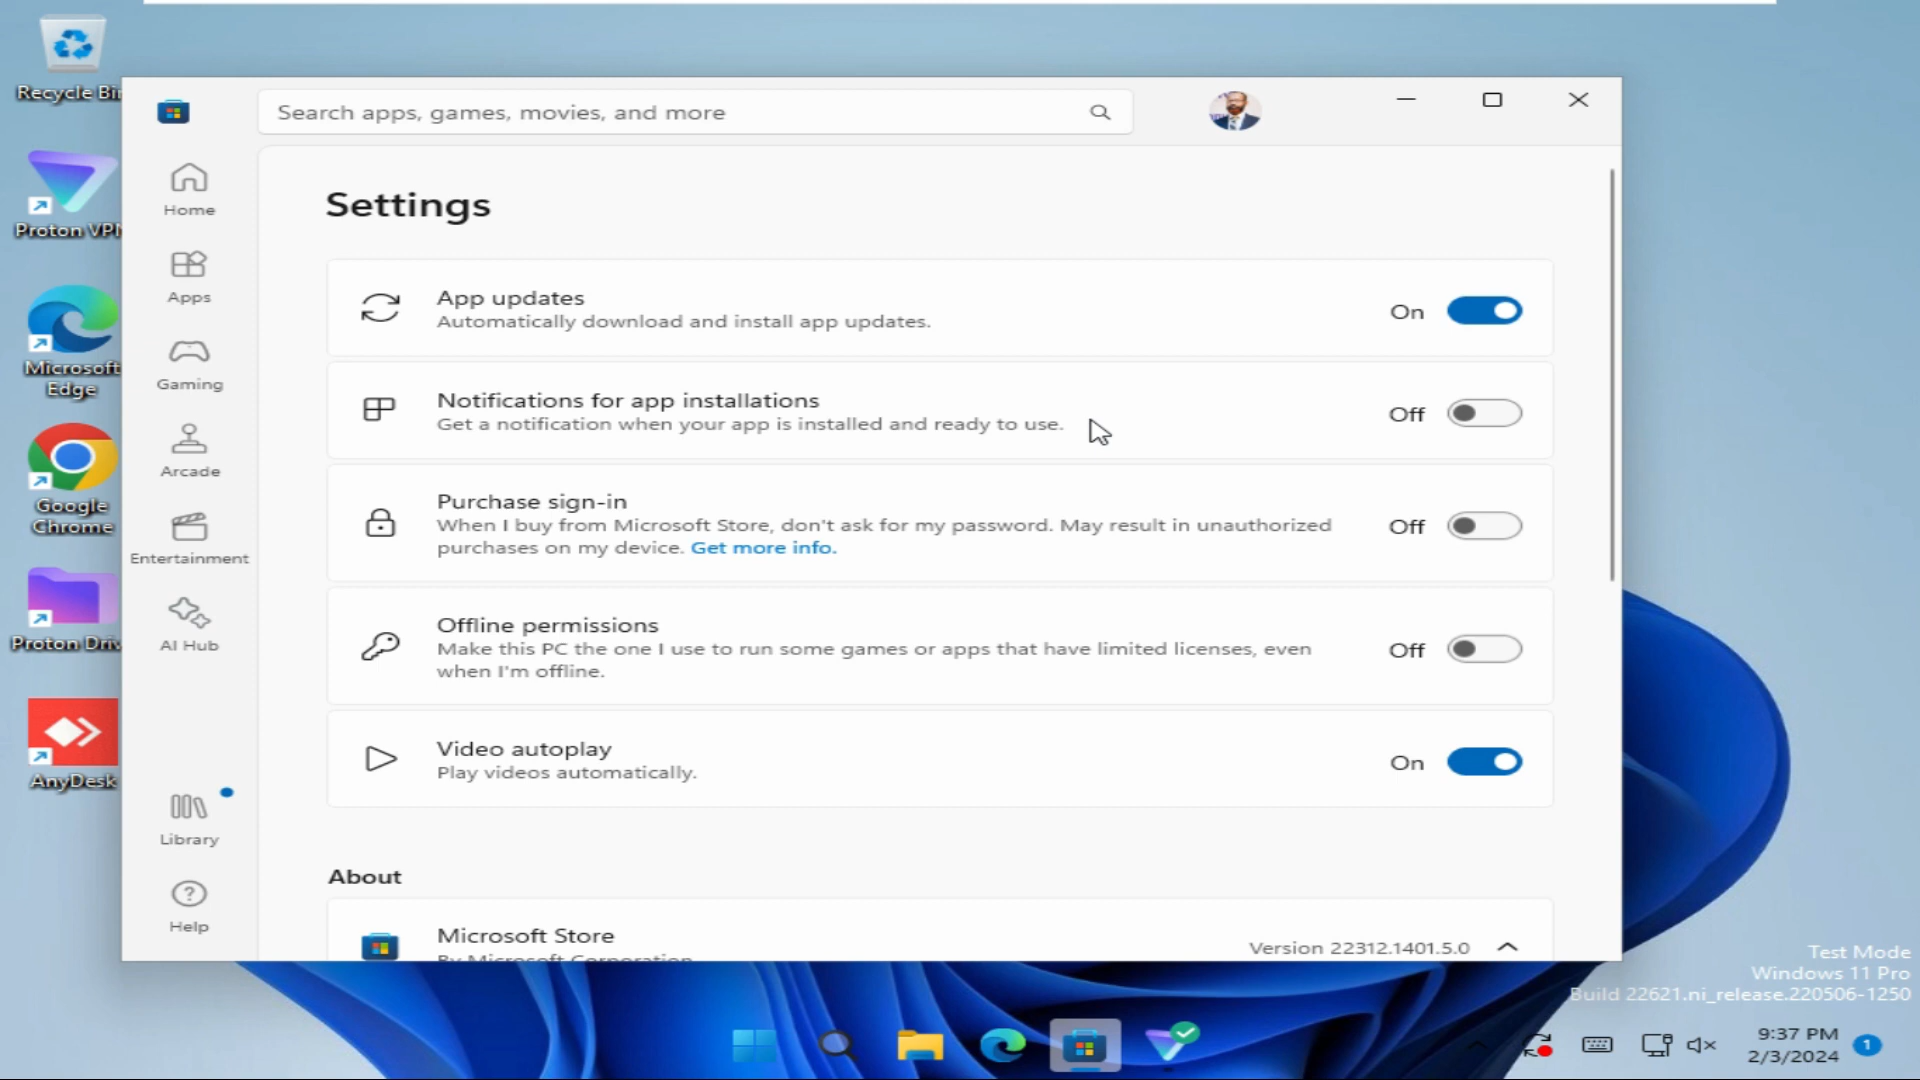 Recycle Bin
Proton VPN
Microsoft
Edge
Google
Chrome
Proton Driv
AnyDesk
Search apps, games, movies, and more
Home
Apps
Gaming
Arcade
Entertainment
AI Hub
Library
Help
Settings
App updates
Automatically download and install app updates.
On
Notifications for app installations
Get a notification when your app is installed and ready to use.
Off
Purchase sign-in
When I buy from Microsoft Store, don't ask for my password. May result in unauthorized
purchases on my device. Get more info.
Off
Offline permissions
Make this PC the one I use to run some games or apps that have limited licenses, even
when I'm offline.
Off
Video autoplay
Play videos automatically.
On
About
Microsoft Store
By Microsoft Corporation
Version 22312.1401.5.0
Test Mode
Windows 11 Pro
Build 22621.ni_release.220506-1250
9:37 PM
2/3/2024
1